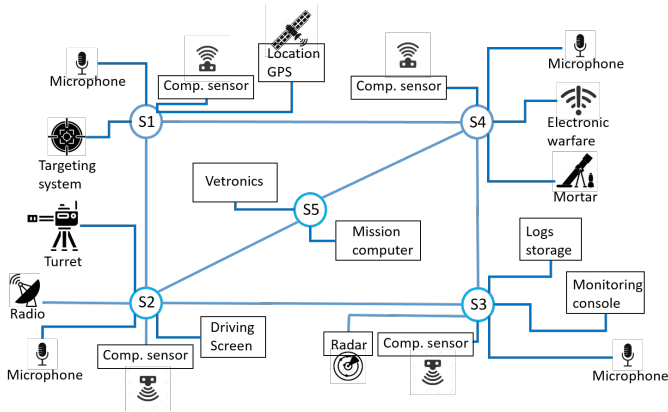 Microphone
Comp. sensor
Location
GPS
Comp. sensor
Microphone
S1
S4
Targeting
system
Electronic
warfare
Vetronics
Mortar
S5
Turret
Mission
computer
Logs
storage
Monitoring
console
S2
S3
Radio
Driving
Screen
Radar
Comp. sensor
Comp. sensor
Microphone
Microphone